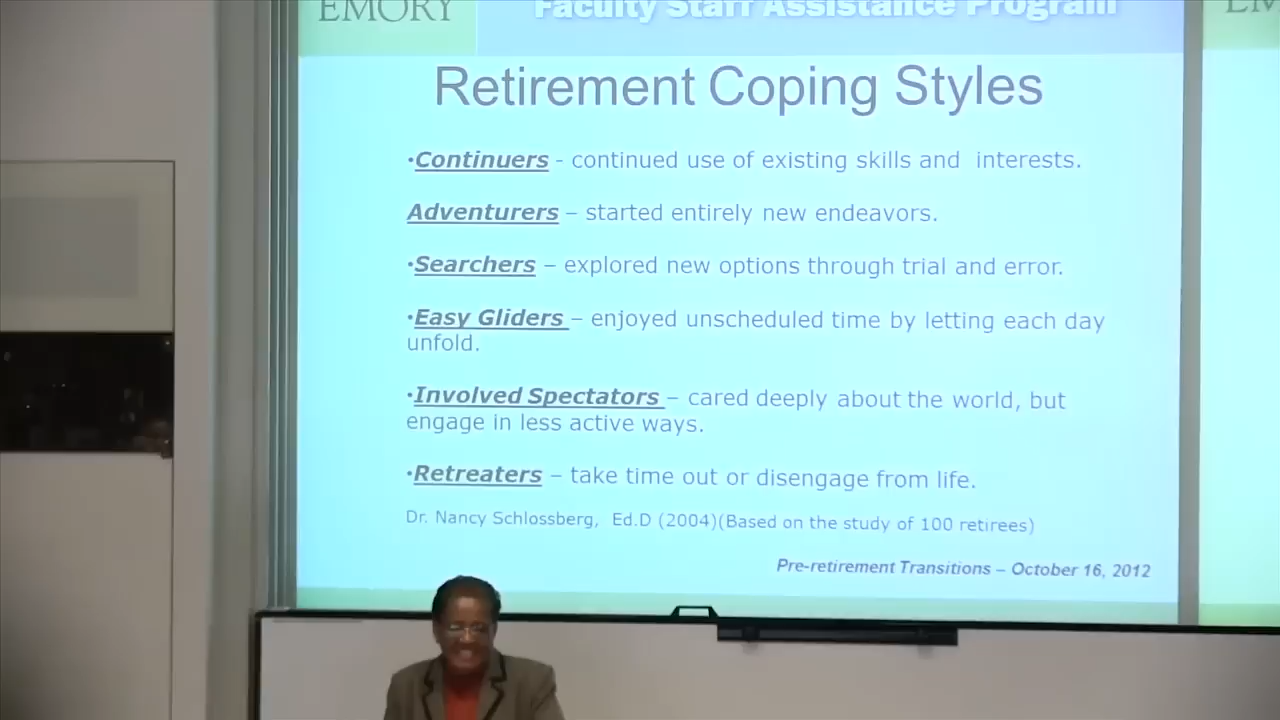 EMORY Faculty Staff Assistance Program EM
Retirement Coping Styles
•Continuers - continued use of existing skills and interests.
Adventurers – started entirely new endeavors.
•Searchers – explored new options through trial and error.
•Easy Gliders – enjoyed unscheduled time by letting each day
unfold.
•Involved Spectators – cared deeply about the world, but
engage in less active ways.
•Retreaters – take time out or disengage from life.
Dr. Nancy Schlossberg, Ed.D (2004)(Based on the study of 100 retirees)
Pre-retirement Transitions – October 16, 2012